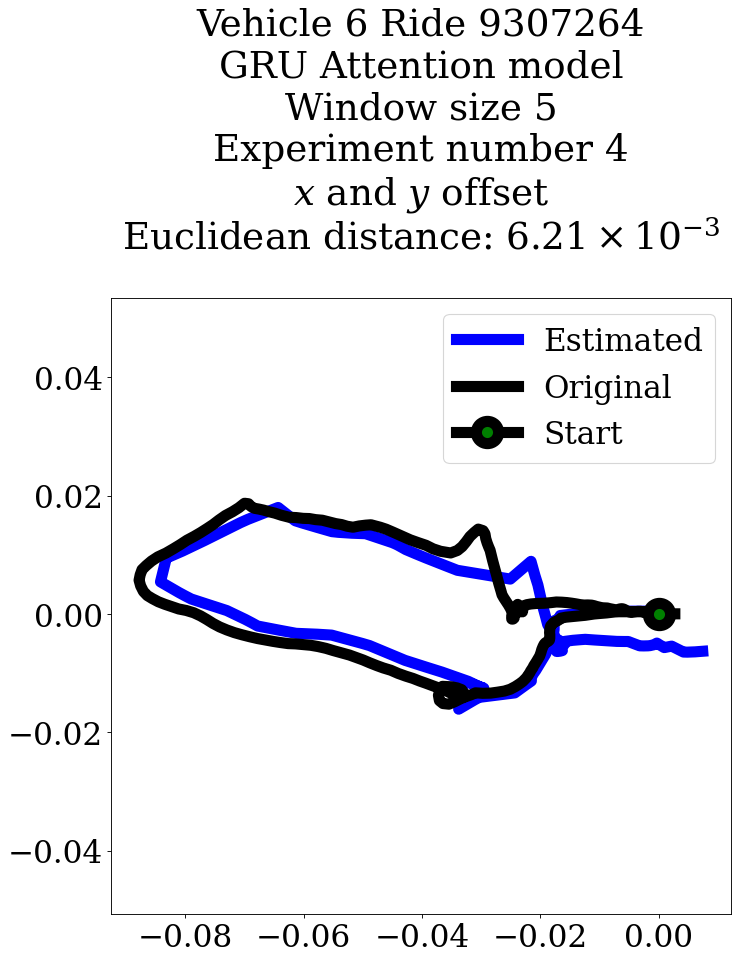 Vehicle 6 Ride 9307264
GRU Attention model
Window size 5
Experiment number 4
x and y offset
Euclidean distance: 6.21 × 10⁻³
Estimated
Original
Start
0.04
0.02
0.00
−0.02
−0.04
−0.08 −0.06 −0.04 −0.02 0.00